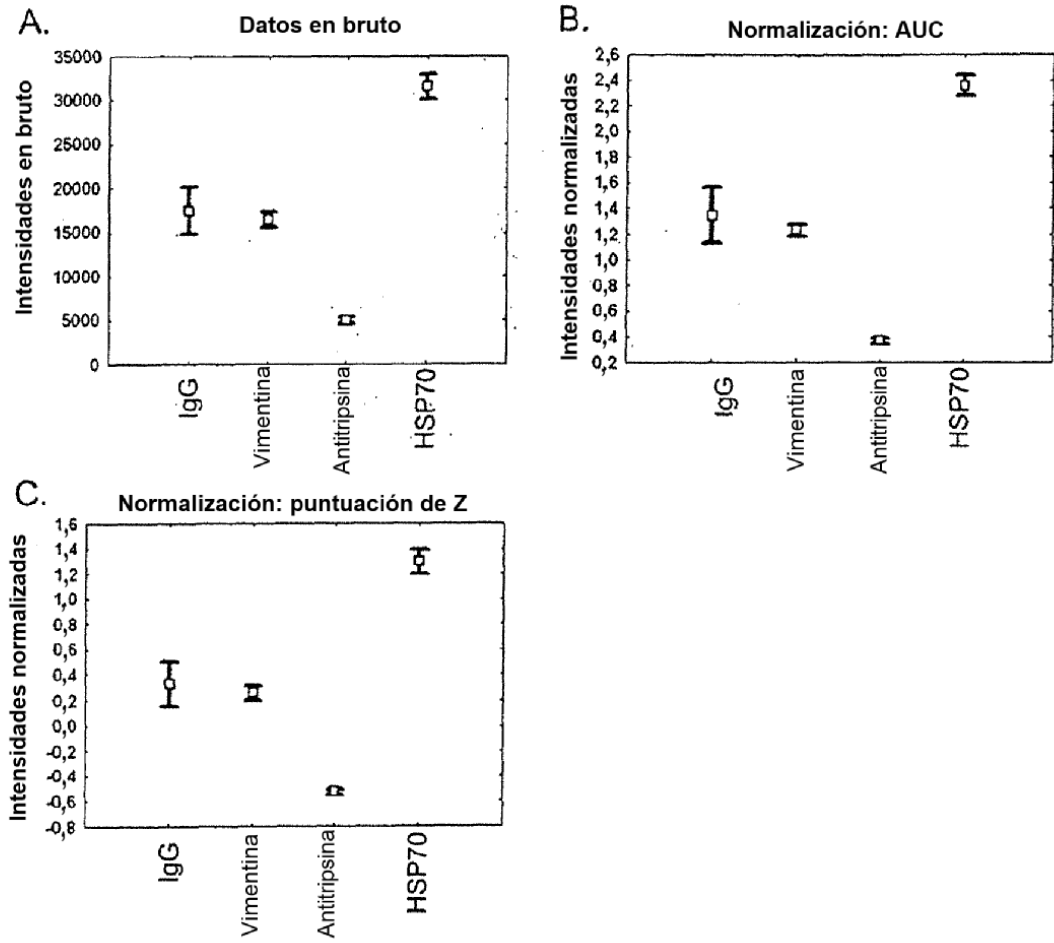 A.
Datos en bruto
Intensidades en bruto
35000
30000
25000
20000
15000
10000
5000
0
IgG
Vimentina
Antitripsina
HSP70
B.
Normalización: AUC
Intensidades normalizadas
2,6
2,4
2,2
2,0
1,8
1,6
1,4
1,2
1,0
0,8
0,6
0,4
0,2
IgG
Vimentina
Antitripsina
HSP70
C.
Normalización: puntuación de Z
Intensidades normalizadas
1,6
1,4
1,2
1,0
0,8
0,6
0,4
0,2
0,0
-0,2
-0,4
-0,6
-0,8
IgG
Vimentina
Antitripsina
HSP70